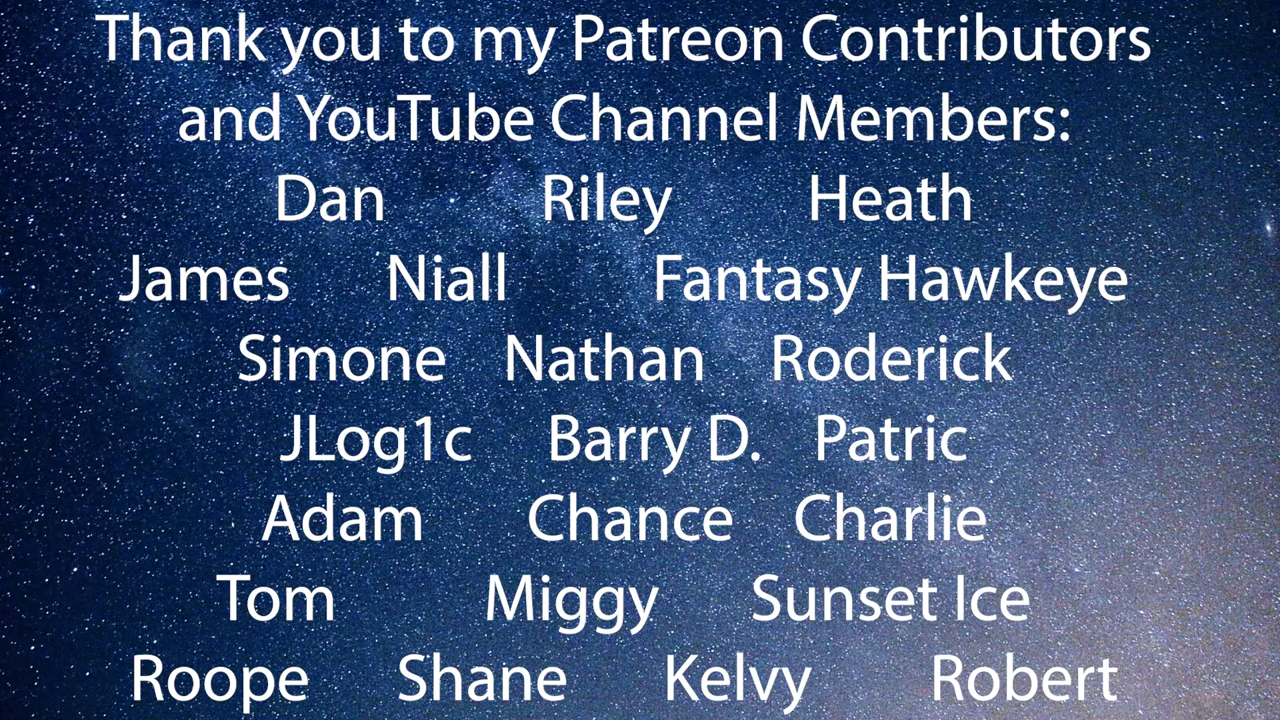 Thank you to my Patreon Contributors
and YouTube Channel Members:
Dan Riley Heath
James Niall Fantasy Hawkeye
Simone Nathan Roderick
JLog1c Barry D. Patric
Adam Chance Charlie
Tom Miggy Sunset Ice
Roope Shane Kelvy Robert